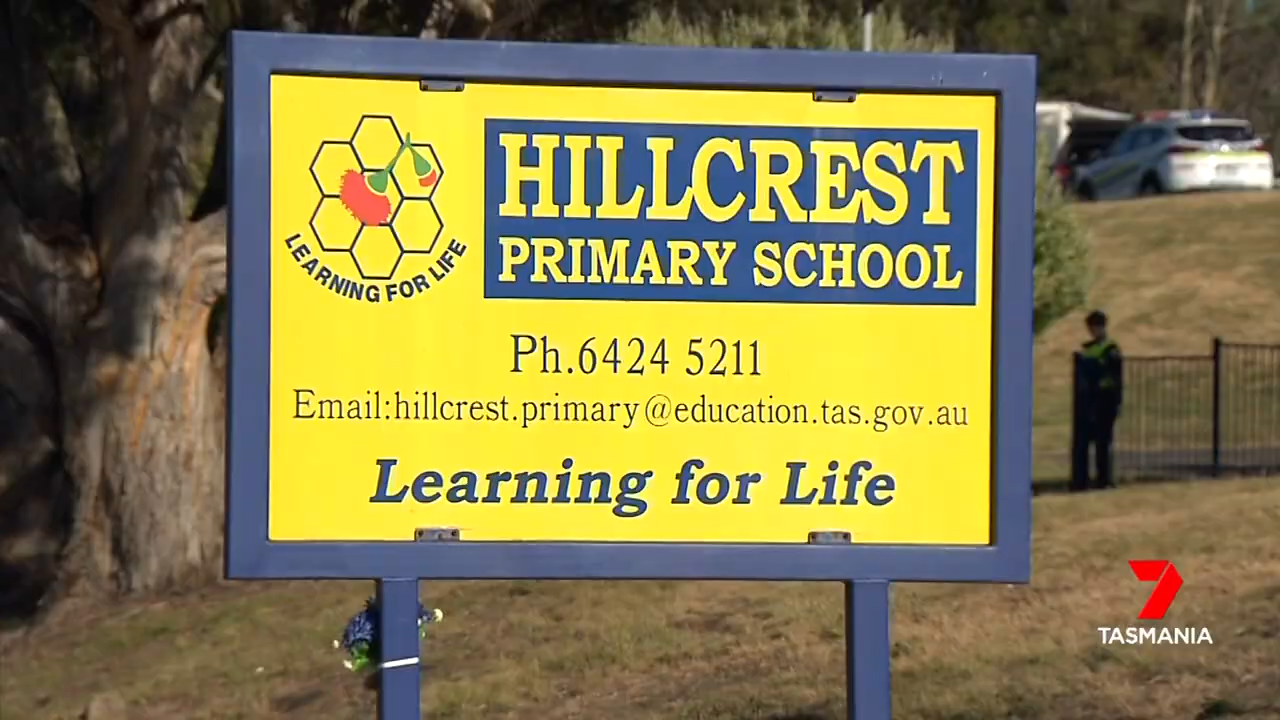 LEARNING FOR LIFE
HILLCREST
PRIMARY SCHOOL
Ph.6424 5211
Email:hillcrest.primary@education.tas.gov.au
Learning for Life
7
TASMANIA